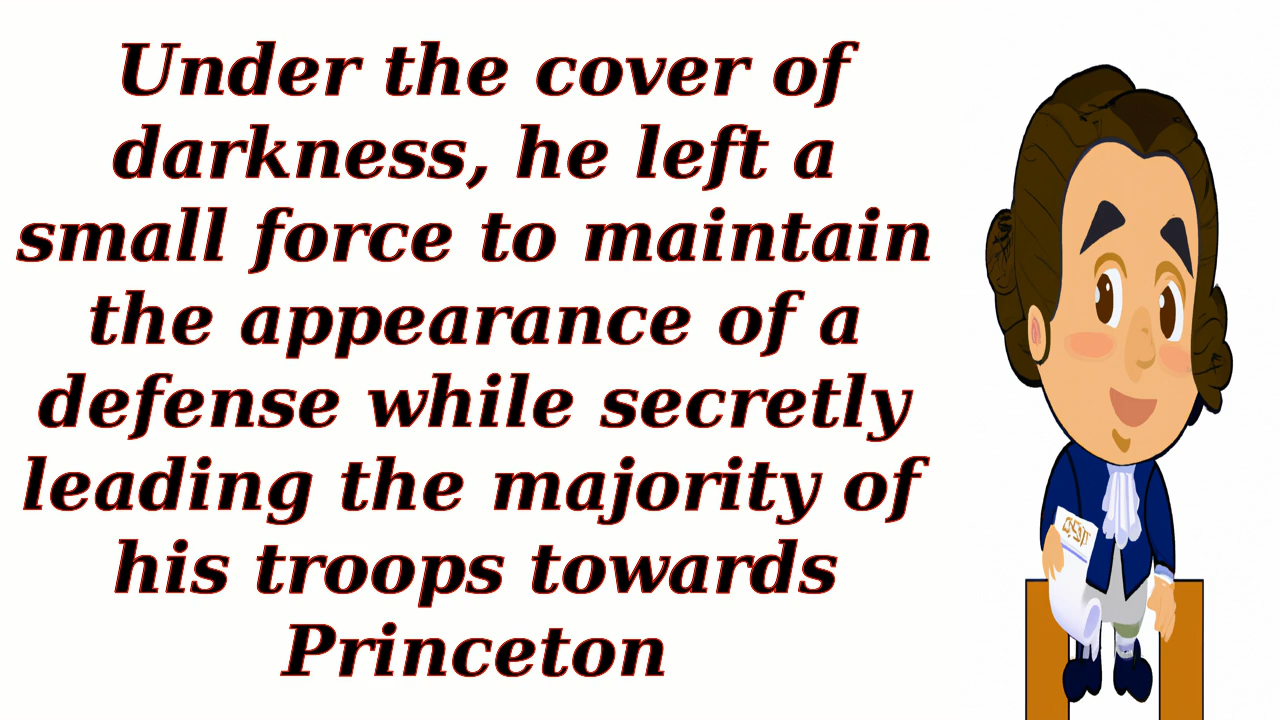 Under the cover of
darkness, he left a
small force to maintain
the appearance of a
defense while secretly
leading the majority of
his troops towards
Princeton